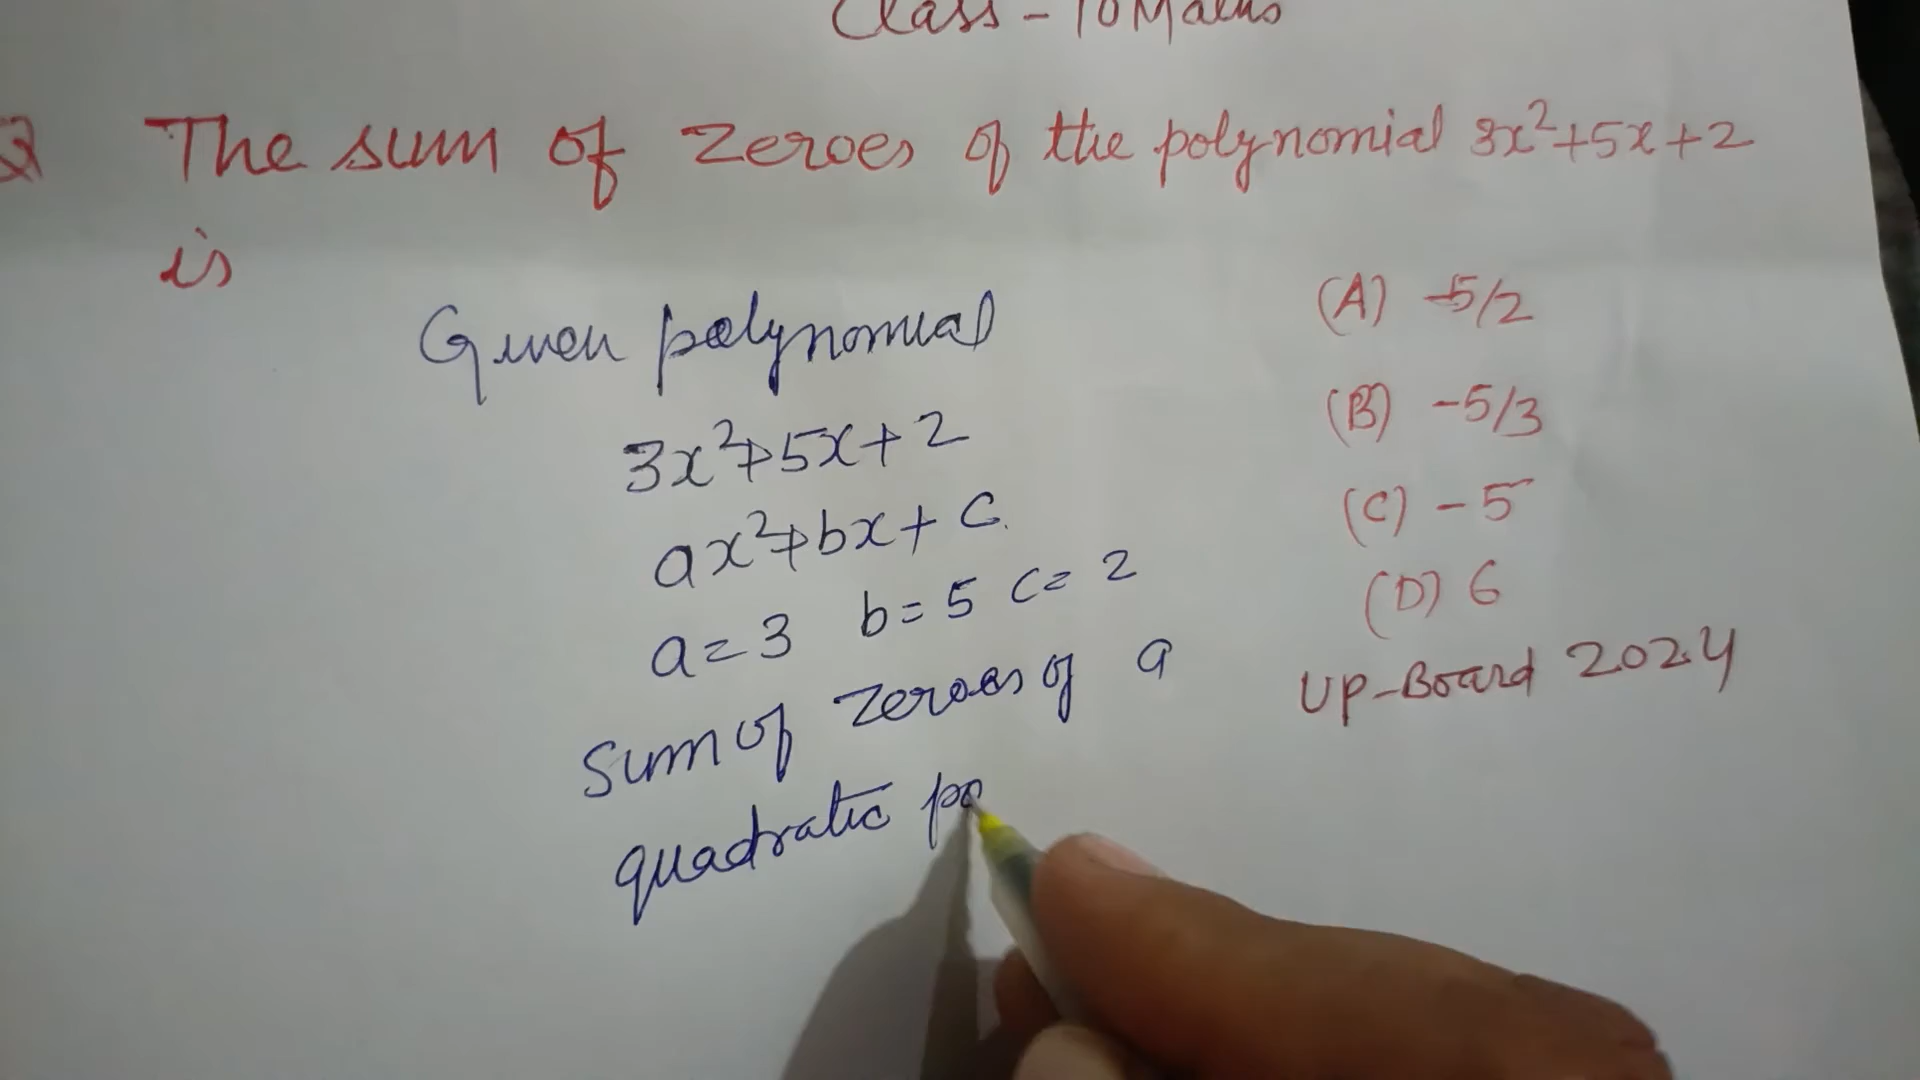 Class - 10 Maths
Q The sum of zeroes of the polynomial 3x²+5x+2
is
Given polynomial
3x²+5x+2
ax²+bx+c
a=3 b=5 c=2
sum of zeroes of a
quadratic po
(A) -5/2
(B) -5/3
(C) -5
(D) 6
UP-Board 2024